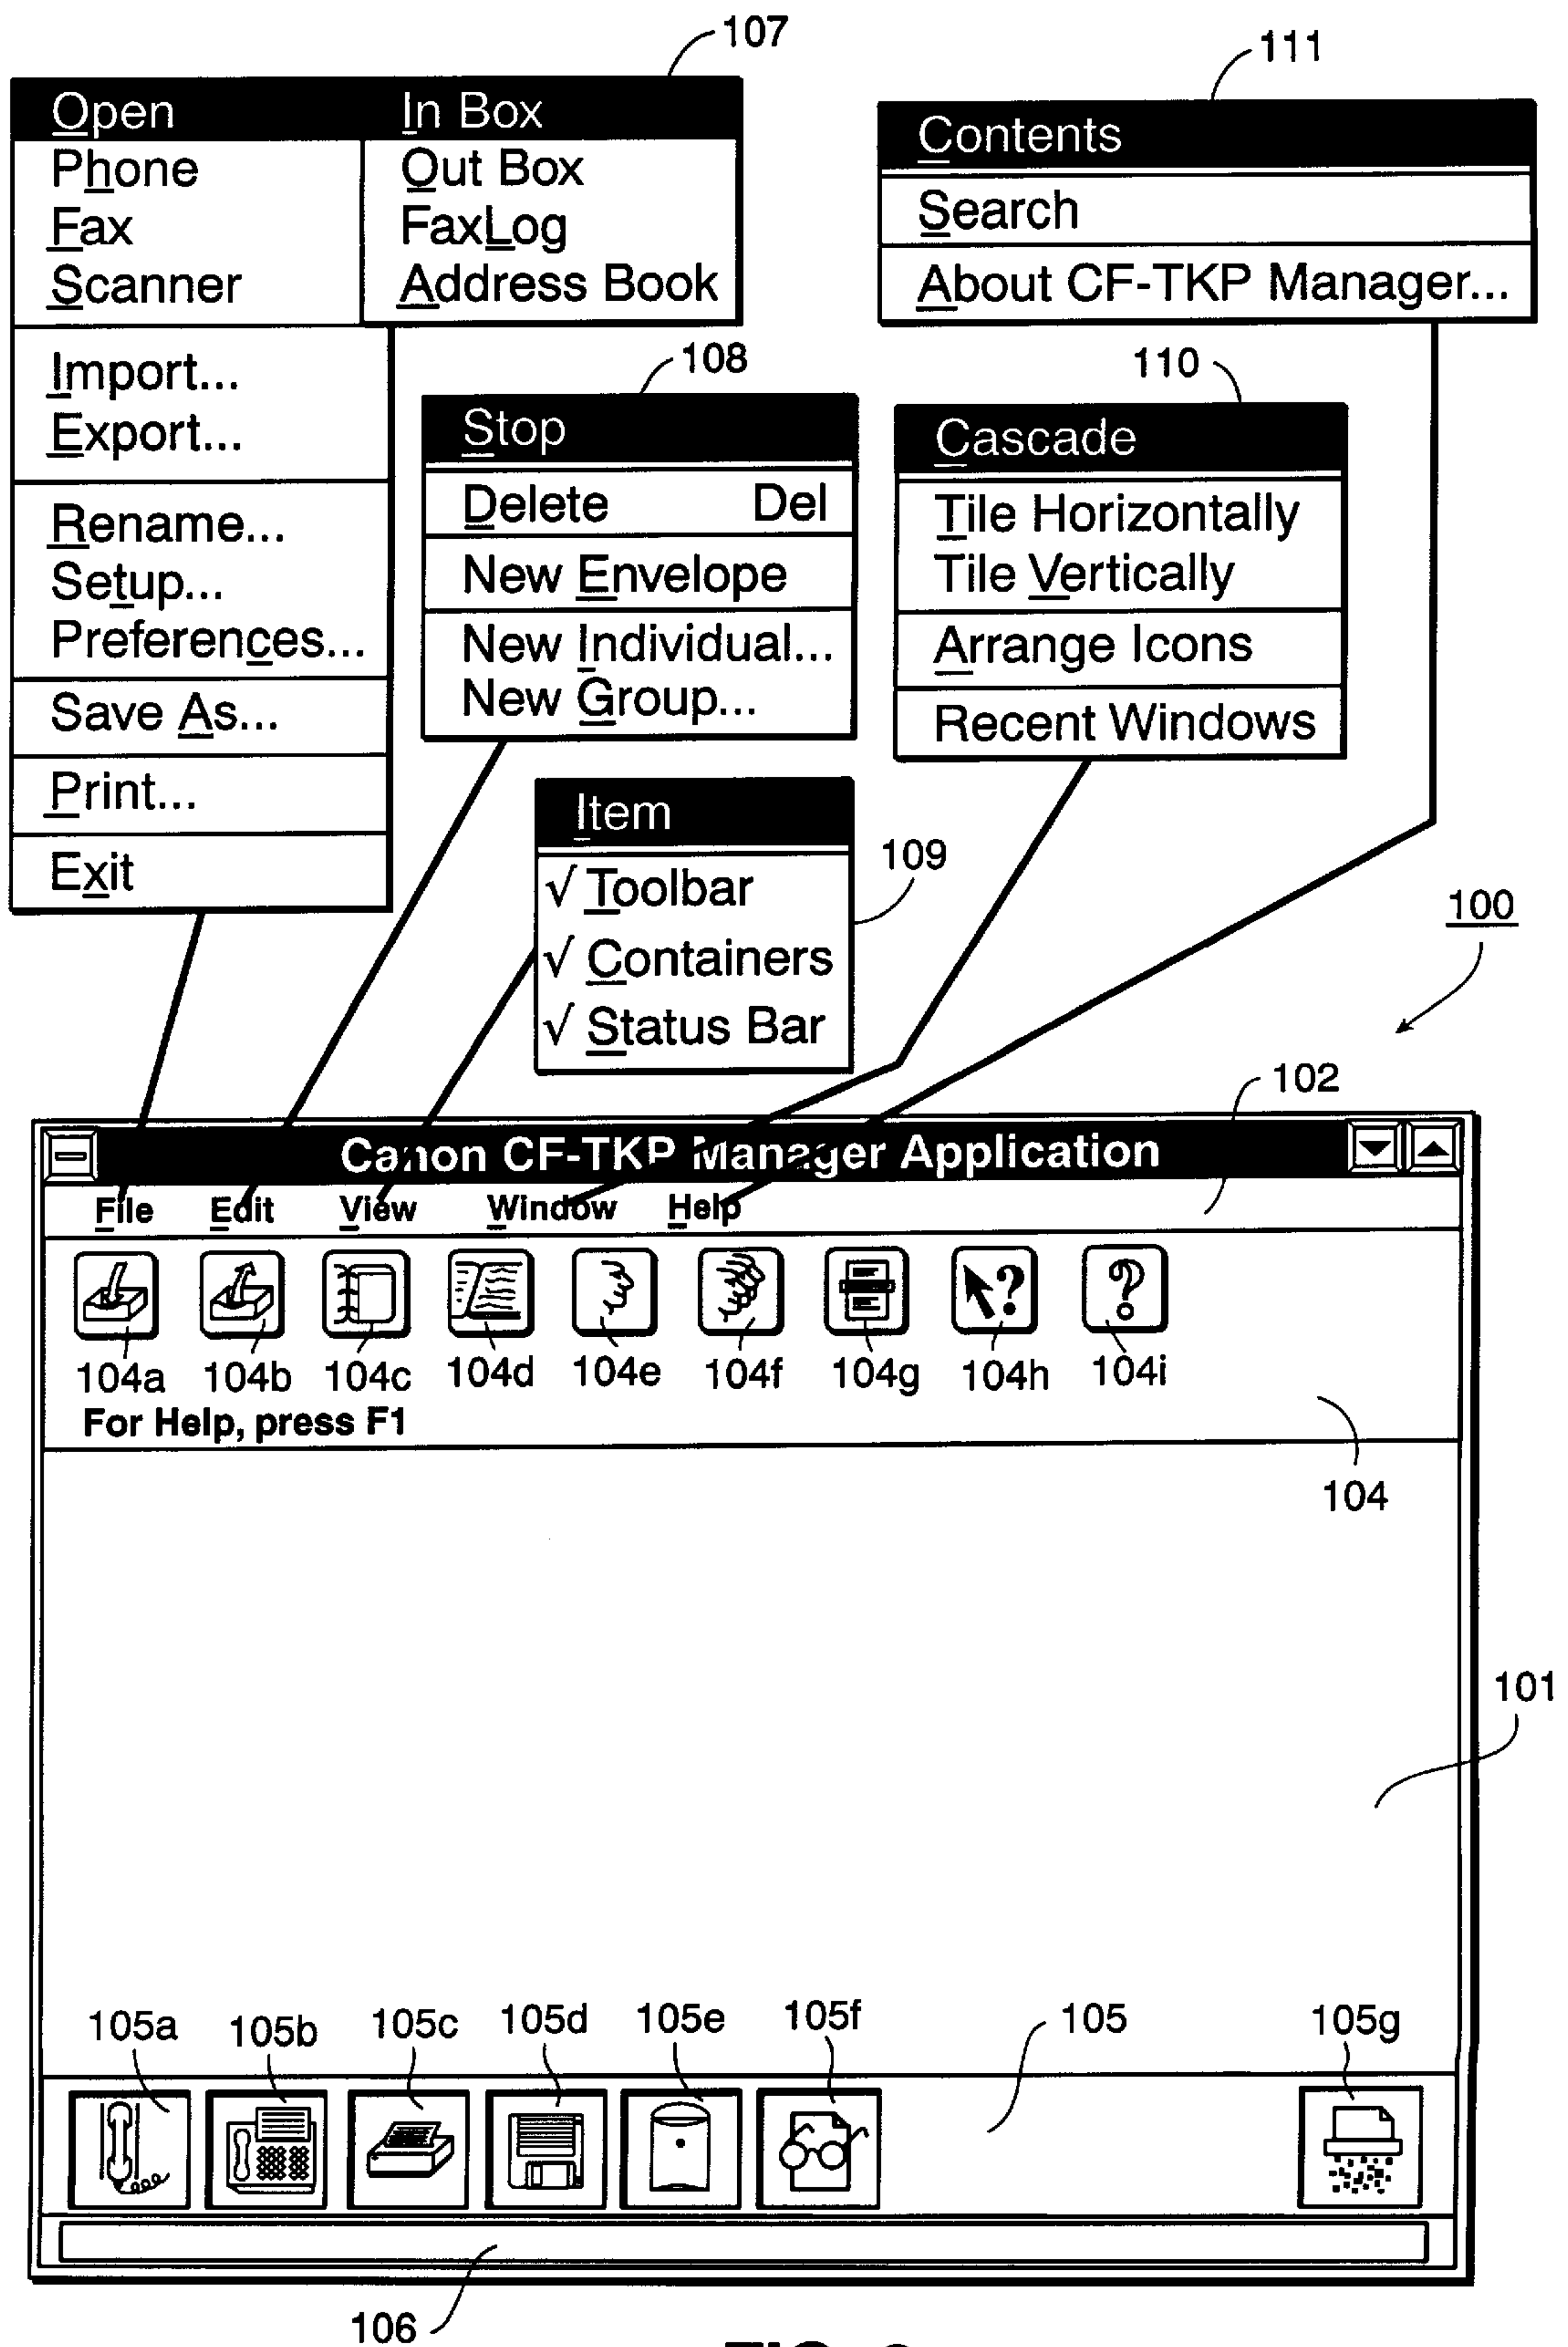 107
111
Open In Box
Phone Out Box
Fax FaxLog
Scanner Address Book
Import...
Export...
Rename...
Setup...
Preferences...
Save As...
Print...
Exit
Contents
Search
About CF-TKP Manager...
108
Stop
Delete Del
New Envelope
New Individual...
New Group...
110
Cascade
Tile Horizontally
Tile Vertically
Arrange Icons
Recent Windows
Item
√ Toolbar
√ Containers
√ Status Bar
109
100
102
Canon CF-TKP Manager Application
File Edit View Window Help
104a 104b 104c 104d 104e 104f 104g 104h 104i
For Help, press F1
104
101
105a 105b 105c 105d 105e 105f 105 105g
106